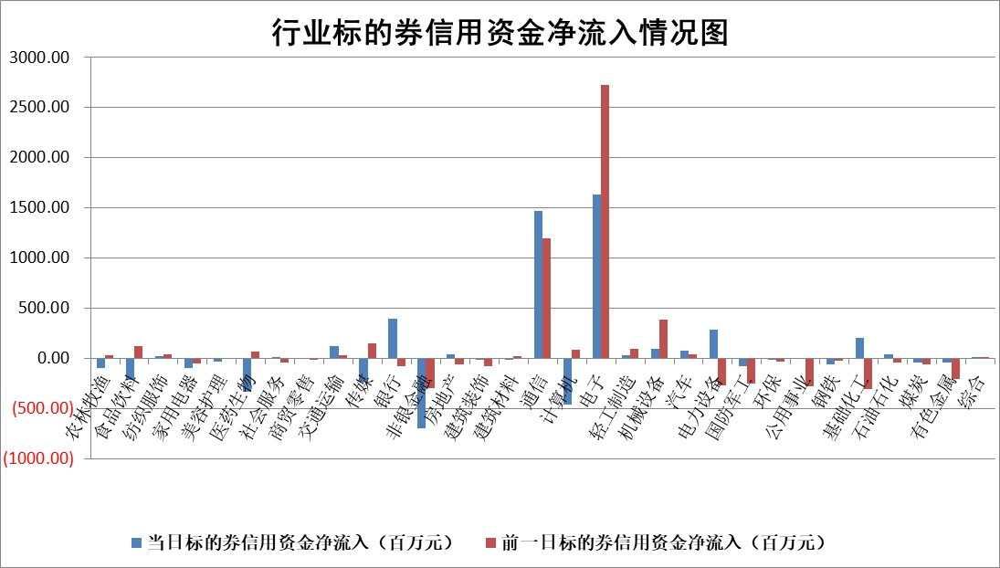 行业标的券信用资金净流入情况图
3000.00
2500.00
2000.00
1500.00
1000.00
500.00
0.00
(500.00)
(1000.00)
农林牧渔
食品饮料
纺织服饰
家用电器
美容护理
医药生物
社会服务
商贸零售
交通运输
传媒
银行
非银金融
房地产
建筑装饰
建筑材料
通信
计算机
电子
轻工制造
机械设备
汽车
电力设备
国防军工
环保
公用事业
钢铁
基础化工
石油石化
煤炭
有色金属
综合
当日标的券信用资金净流入（百万元）
前一日标的券信用资金净流入（百万元）